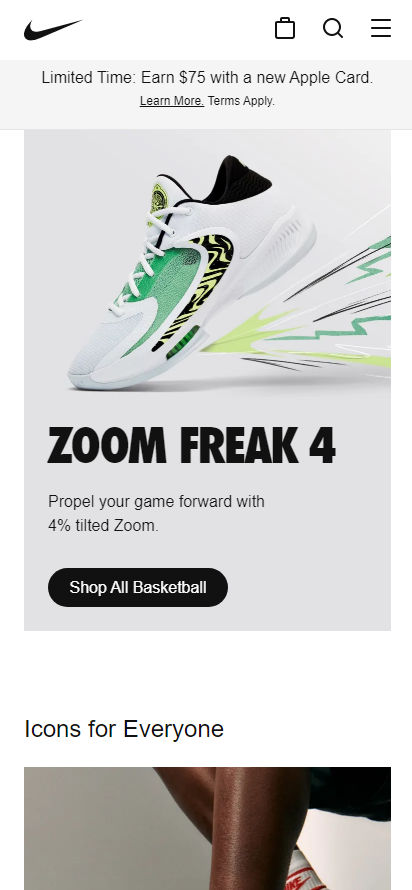 Limited Time: Earn $75 with a new Apple Card.
Learn More. Terms Apply.
ZOOM FREAK 4
Propel your game forward with
4% tilted Zoom.
Shop All Basketball
Icons for Everyone